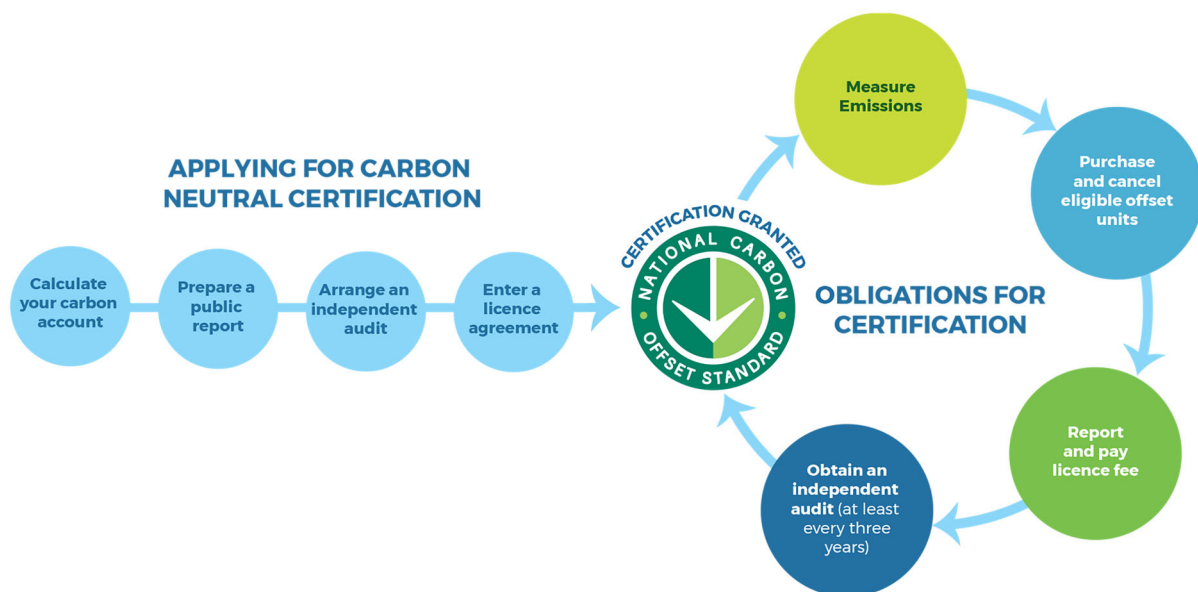 APPLYING FOR CARBON
NEUTRAL CERTIFICATION
Calculate
your carbon
account
Prepare a
public
report
Arrange an
independent
audit
Enter a
licence
agreement
CERTIFICATION GRANTED
NATIONAL CARBON
OFFSET STANDARD
OBLIGATIONS FOR
CERTIFICATION
Measure
Emissions
Purchase
and cancel
eligible offset
units
Report
and pay
licence fee
Obtain an
independent
audit (at least
every three
years)